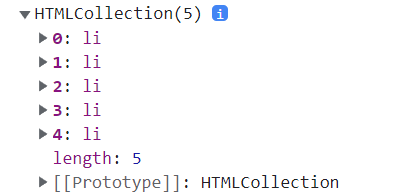 HTMLCollection(5) i
0: li
1: li
2: li
3: li
4: li
length: 5
[[Prototype]]: HTMLCollection